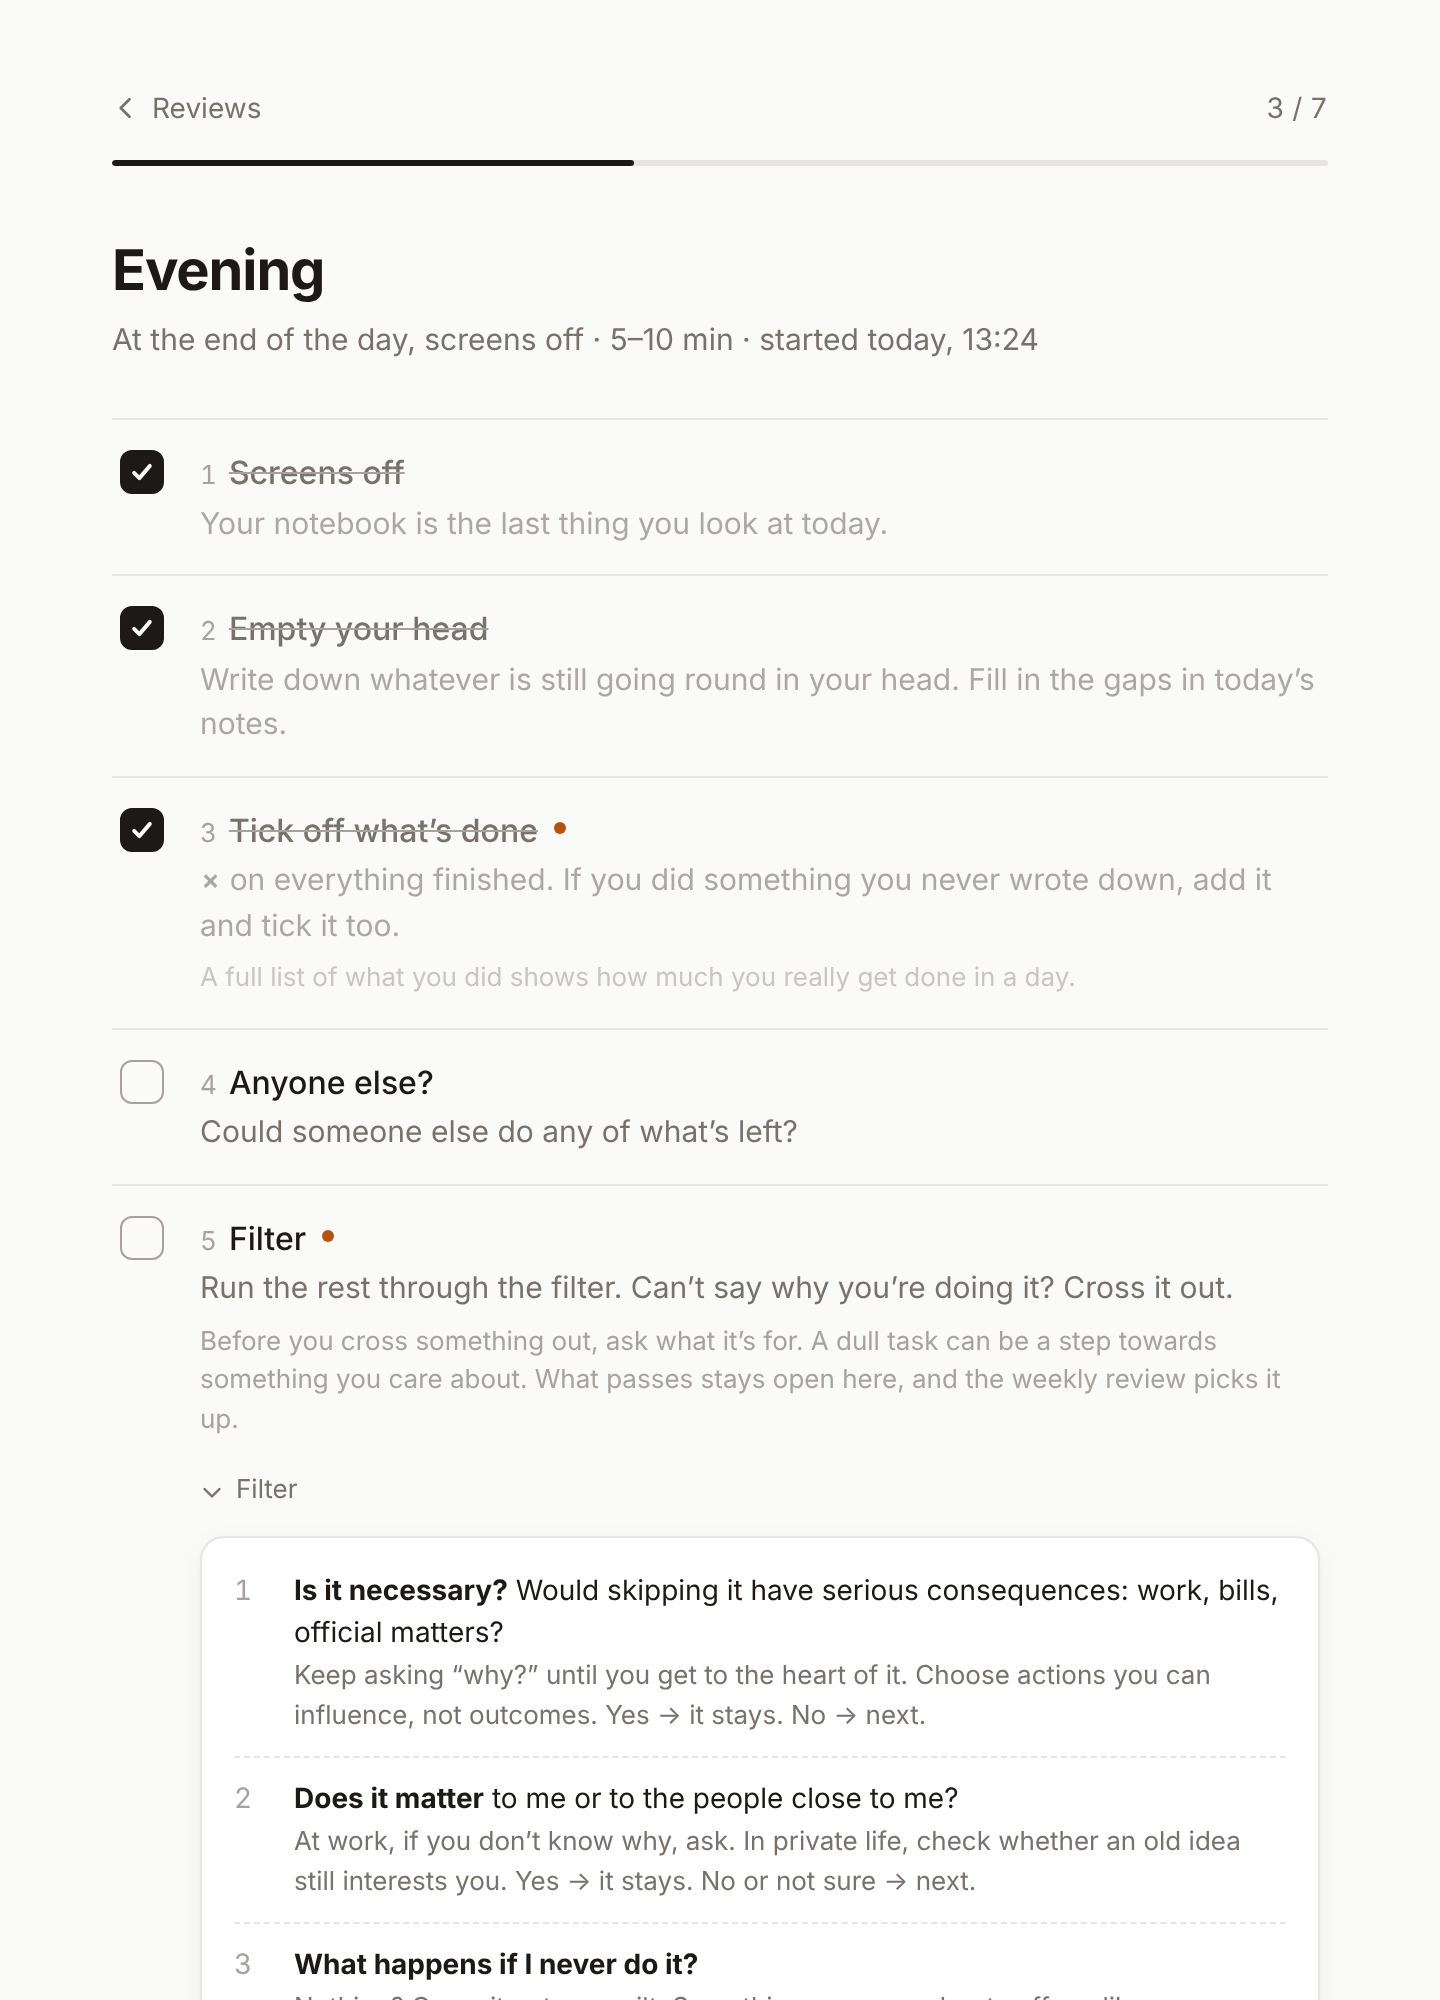 Reviews
3 / 7
Evening
At the end of the day, screens off · 5–10 min · started today, 13:24
1 Screens off
Your notebook is the last thing you look at today.
2 Empty your head
Write down whatever is still going round in your head. Fill in the gaps in today’s
notes.
3 Tick off what’s done
× on everything finished. If you did something you never wrote down, add it
and tick it too.
A full list of what you did shows how much you really get done in a day.
4 Anyone else?
Could someone else do any of what’s left?
5 Filter
Run the rest through the filter. Can’t say why you’re doing it? Cross it out.
Before you cross something out, ask what it’s for. A dull task can be a step towards
something you care about. What passes stays open here, and the weekly review picks it
up.
Filter
1 Is it necessary? Would skipping it have serious consequences: work, bills,
official matters?
Keep asking “why?” until you get to the heart of it. Choose actions you can
influence, not outcomes. Yes → it stays. No → next.
2 Does it matter to me or to the people close to me?
At work, if you don’t know why, ask. In private life, check whether an old idea
still interests you. Yes → it stays. No or not sure → next.
3 What happens if I never do it?